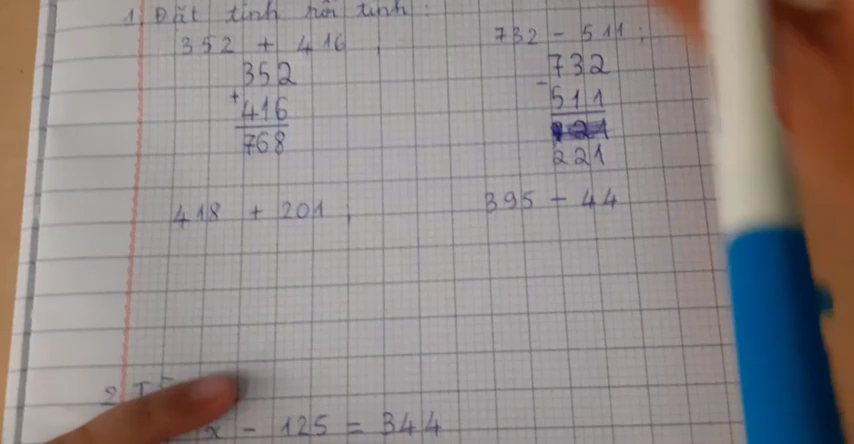 1. Đặt tính rồi tính:
352 + 416 ; 732 - 511 ;
352 732
+ -
416 511
768
221
418 + 201 ; 395 - 44
2.
x - 125 = 344